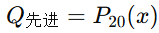 Q先进 = P20(x)